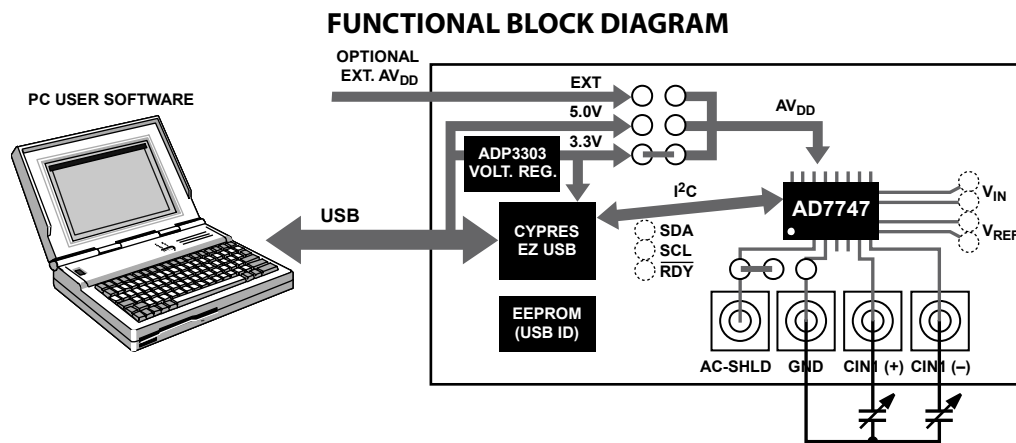 FUNCTIONAL BLOCK DIAGRAM
OPTIONAL
EXT. AVDD
PC USER SOFTWARE
EXT
5.0V
3.3V
AVDD
ADP3303
VOLT. REG.
USB
I2C
CYPRES
EZ USB
SDA
SCL
RDY
AD7747
VIN
VREF
EEPROM
(USB ID)
AC-SHLD
GND
CIN1 (+)
CIN1 (–)